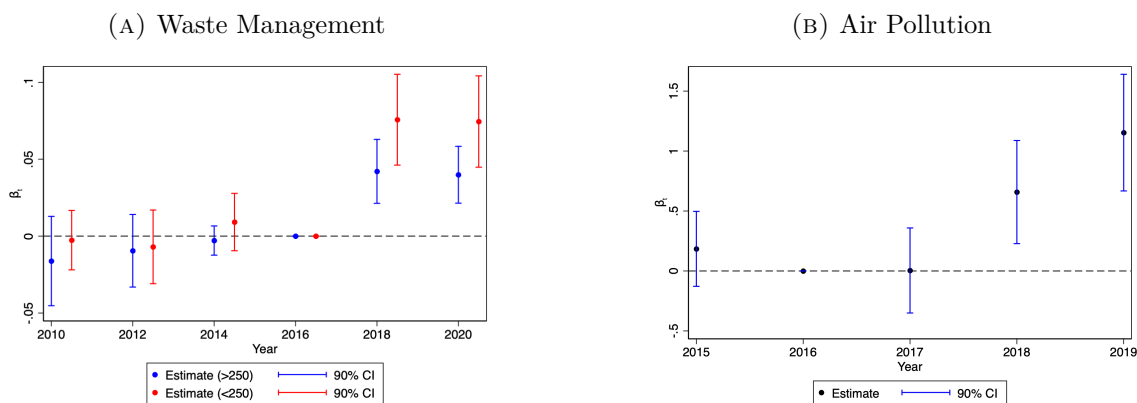 (A) Waste Management
.1
.05
0
-.05
βt
2010 2012 2014 2016 2018 2020
Year
Estimate (>250) 90% CI
Estimate (<250) 90% CI
(B) Air Pollution
1.5
1
.5
0
-.5
βt
2015 2016 2017 2018 2019
Year
Estimate 90% CI